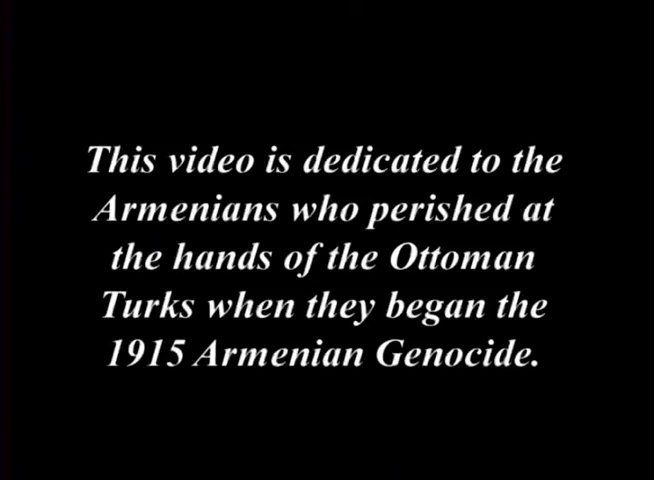 This video is dedicated to the
Armenians who perished at
the hands of the Ottoman
Turks when they began the
1915 Armenian Genocide.